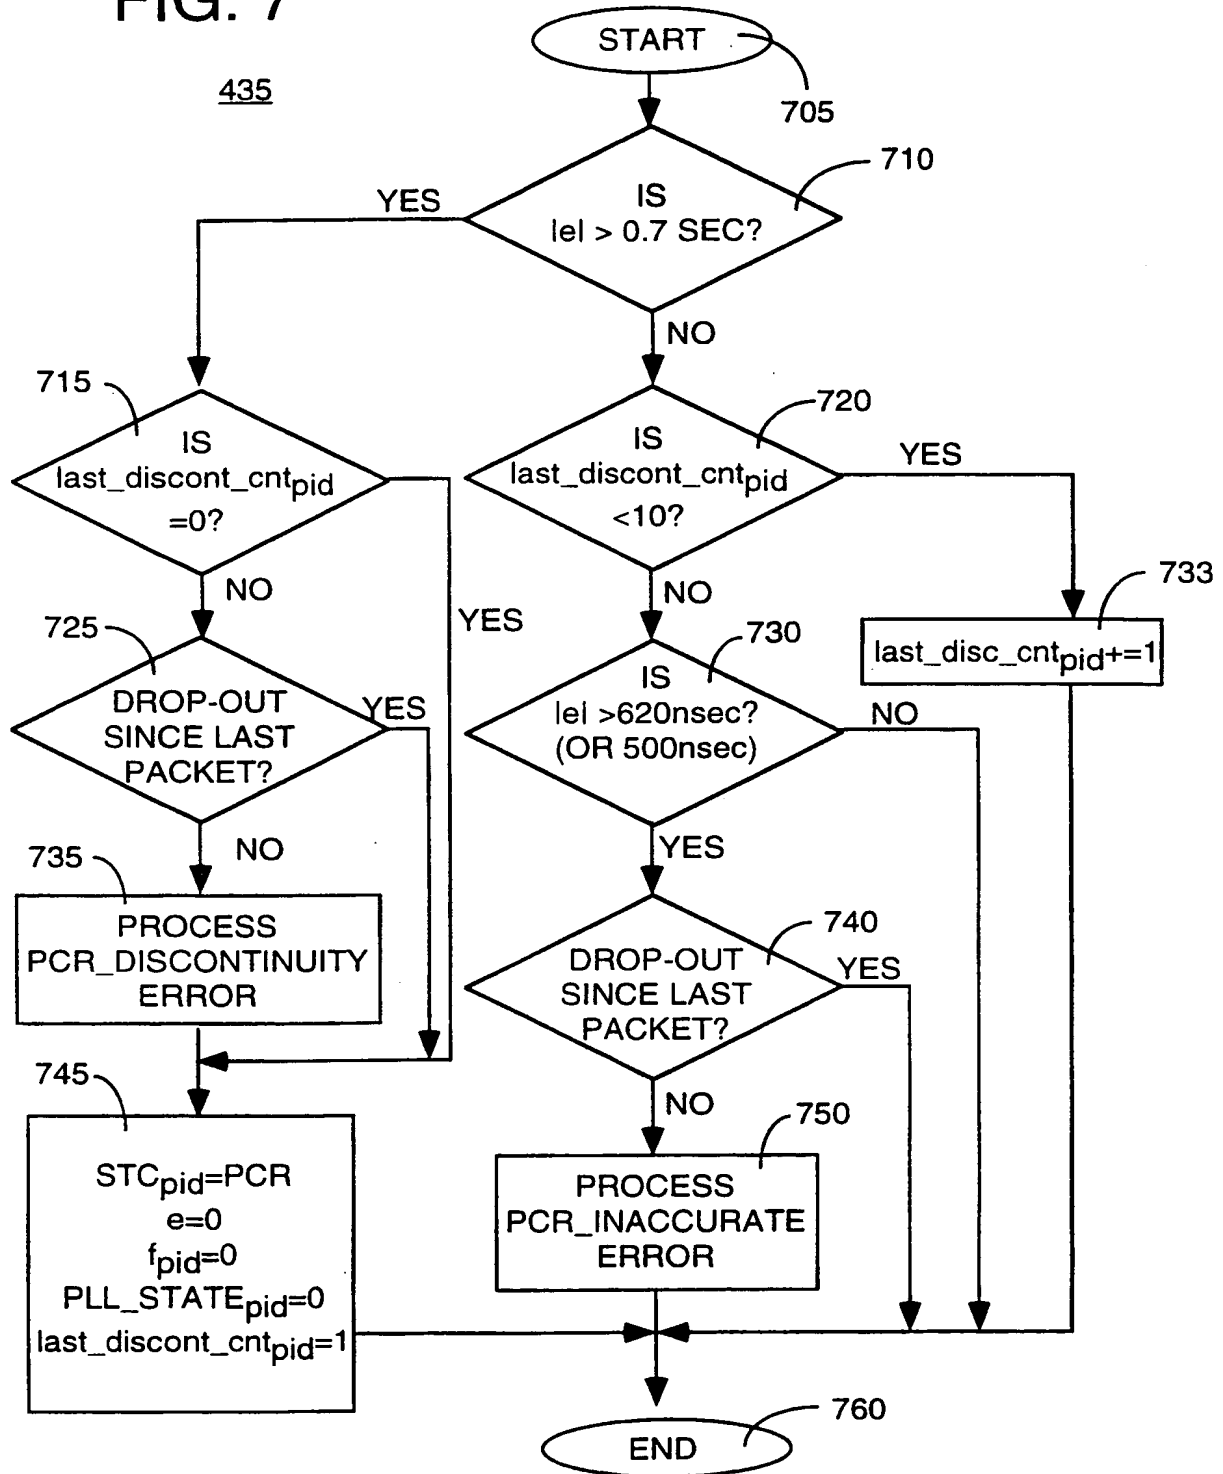 FIG. 7
435
START
705
710
IS
|e| > 0.7 SEC?
YES
NO
715
IS
last_discont_cntpid
=0?
YES
NO
720
IS
last_discont_cntpid
<10?
YES
NO
733
last_disc_cntpid+=1
725
DROP-OUT
SINCE LAST
PACKET?
YES
NO
730
IS
|e| >620nsec?
(OR 500nsec)
NO
YES
735
PROCESS
PCR_DISCONTINUITY
ERROR
740
DROP-OUT
SINCE LAST
PACKET?
YES
NO
745
STCpid=PCR
e=0
fpid=0
PLL_STATEpid=0
last_discont_cntpid=1
750
PROCESS
PCR_INACCURATE
ERROR
760
END